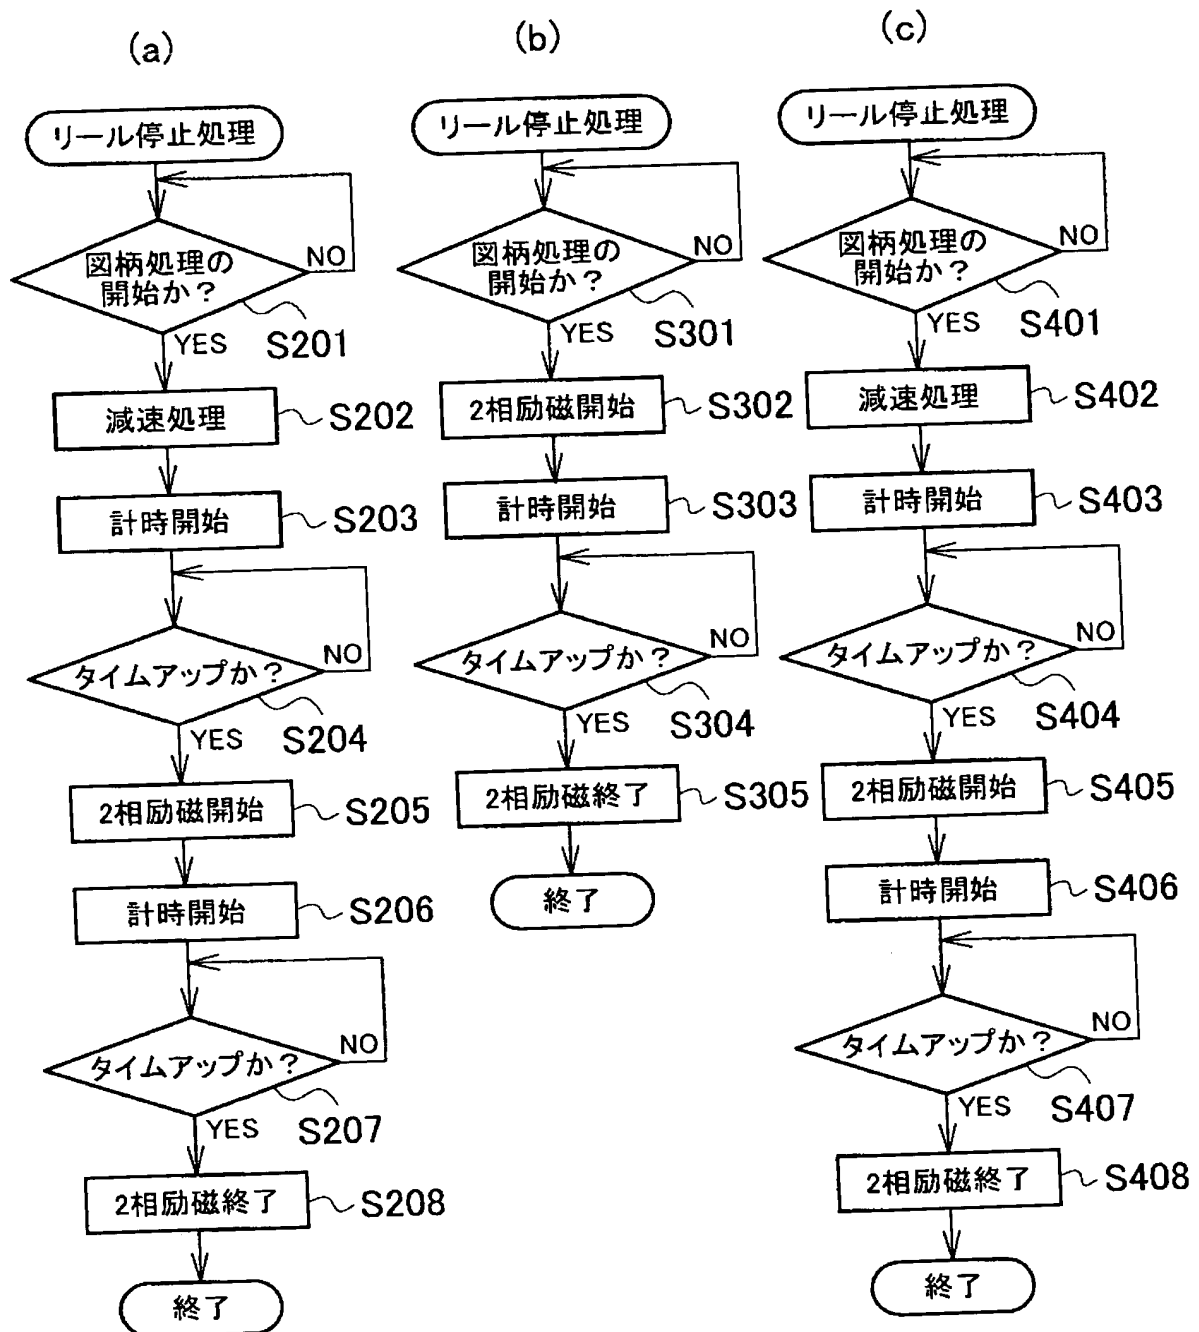 (a)
リール停止処理
図柄処理の
開始か?
NO
YES
S201
減速処理
S202
計時開始
S203
タイムアップか?
NO
YES
S204
2相励磁開始
S205
計時開始
S206
タイムアップか?
NO
YES
S207
2相励磁終了
S208
終了
(b)
リール停止処理
図柄処理の
開始か?
NO
YES
S301
2相励磁開始
S302
計時開始
S303
タイムアップか?
NO
YES
S304
2相励磁終了
S305
終了
(c)
リール停止処理
図柄処理の
開始か?
NO
YES
S401
減速処理
S402
計時開始
S403
タイムアップか?
NO
YES
S404
2相励磁開始
S405
計時開始
S406
タイムアップか?
NO
YES
S407
2相励磁終了
S408
終了